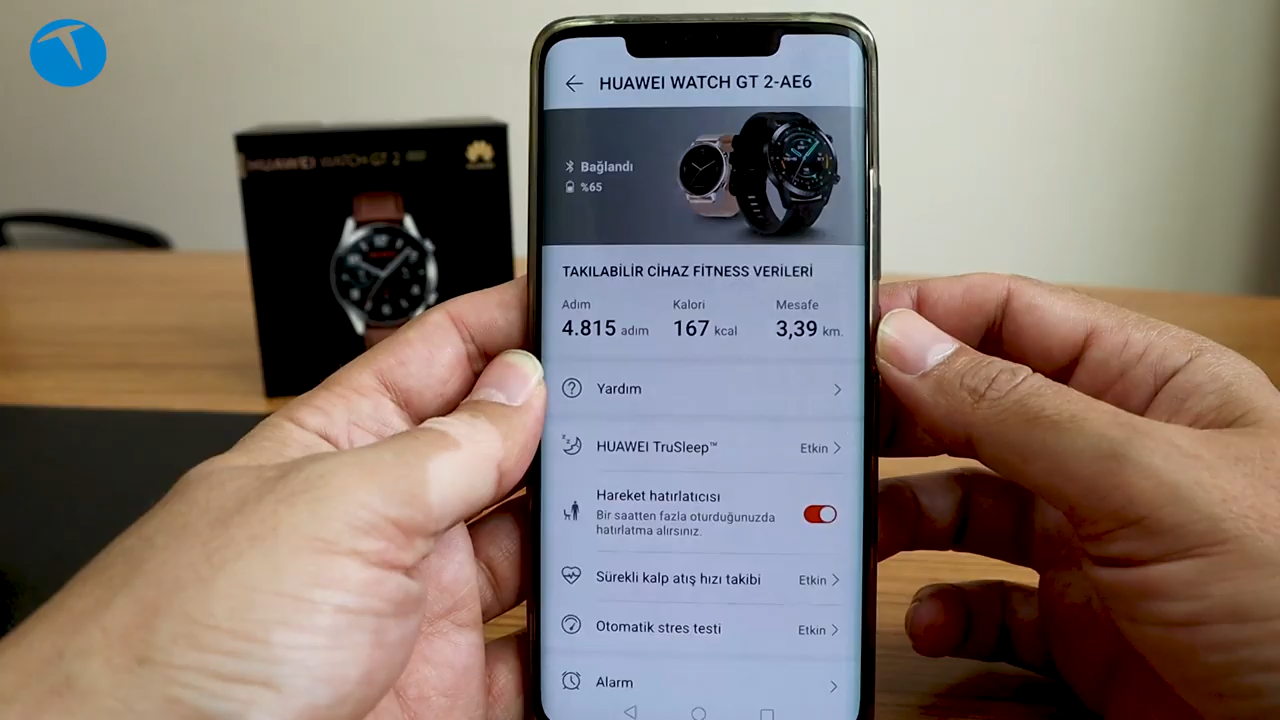 HUAWEI WATCH GT 2-AE6
Bağlandı
%65
HUAWEI WATCH GT 2
TAKILABİLİR CİHAZ FİTNESS VERİLERİ
Adım Kalori Mesafe
4.815 adım 167 kcal 3,39 km.
Yardım
HUAWEI TruSleep™ Etkin
Hareket hatırlatıcısı
Bir saatten fazla oturduğunuzda
hatırlatma alırsınız.
Sürekli kalp atış hızı takibi Etkin
Otomatik stres testi Etkin
Alarm